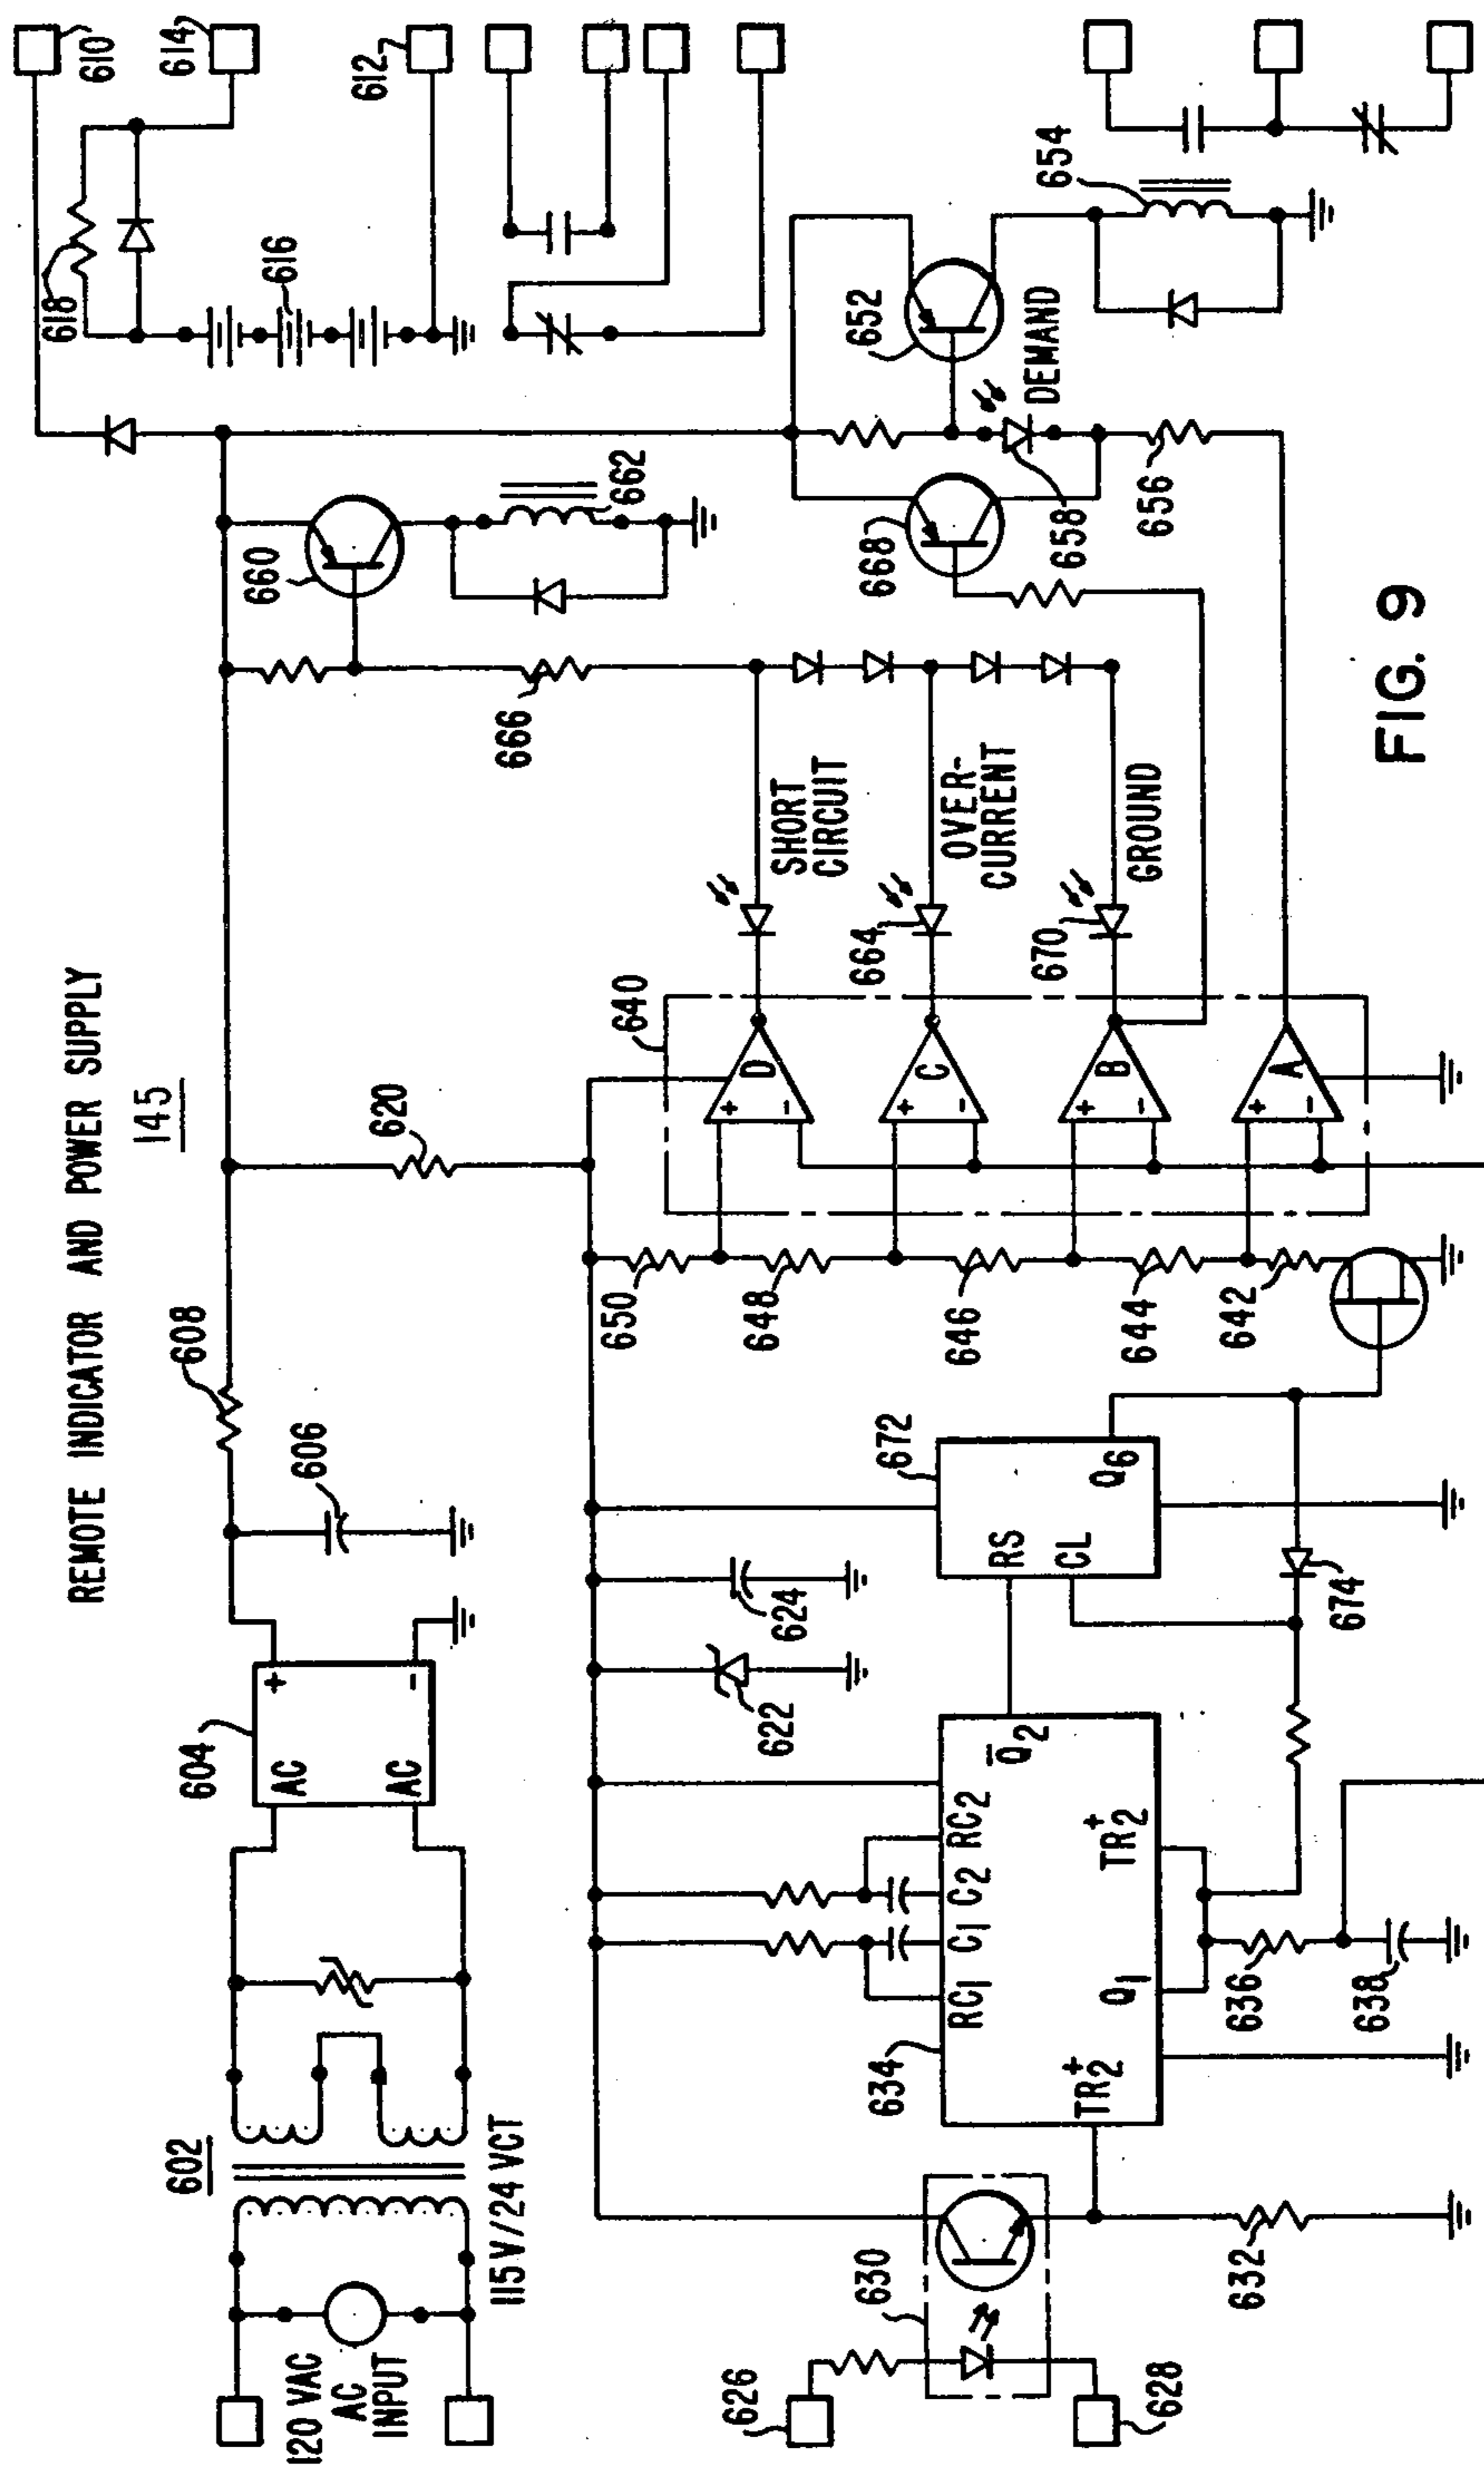 REMOTE INDICATOR AND POWER SUPPLY
145
602
604
608
606
120 VAC
AC
INPUT
115V/24 VCT
AC
AC
+
-
620
660
662
618
616
610
614
612
626
628
630
632
634
RC1
C1
C2
RC2
TR2+
Q1
TR2+
Q̄2
636
638
622
624
672
RS
CL
Q6
674
650
648
646
644
642
640
D
+
-
C
+
-
B
+
-
A
+
-
666
SHORT
CIRCUIT
664
OVER-
CURRENT
670
GROUND
668
652
658
DEMAND
656
654
FIG. 9